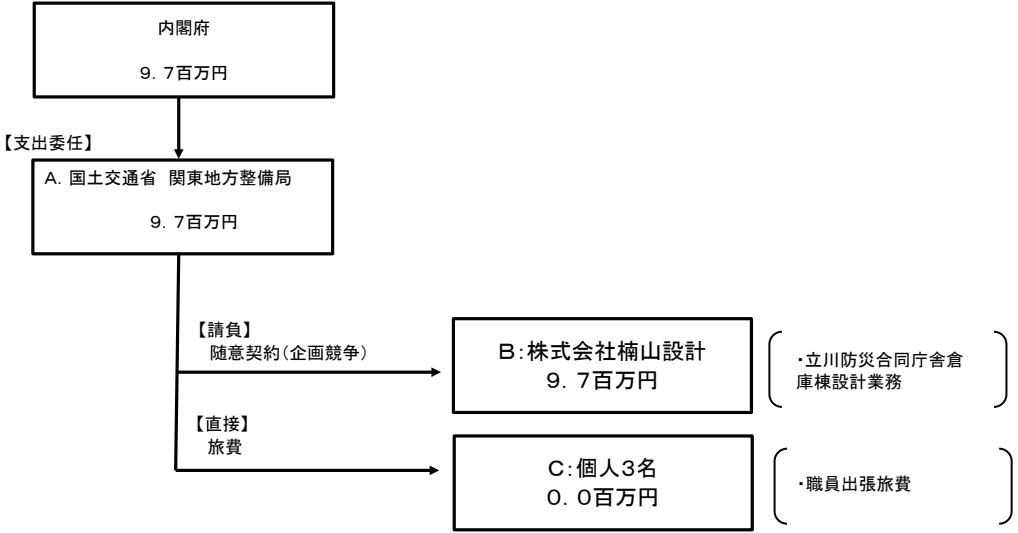 内閣府
９．７百万円
【支出委任】
Ａ．国土交通省　関東地方整備局
９．７百万円
【請負】
随意契約（企画競争）
Ｂ：株式会社楠山設計
９．７百万円
・立川防災合同庁舎倉
庫棟設計業務
【直接】
旅費
Ｃ：個人３名
０．０百万円
・職員出張旅費